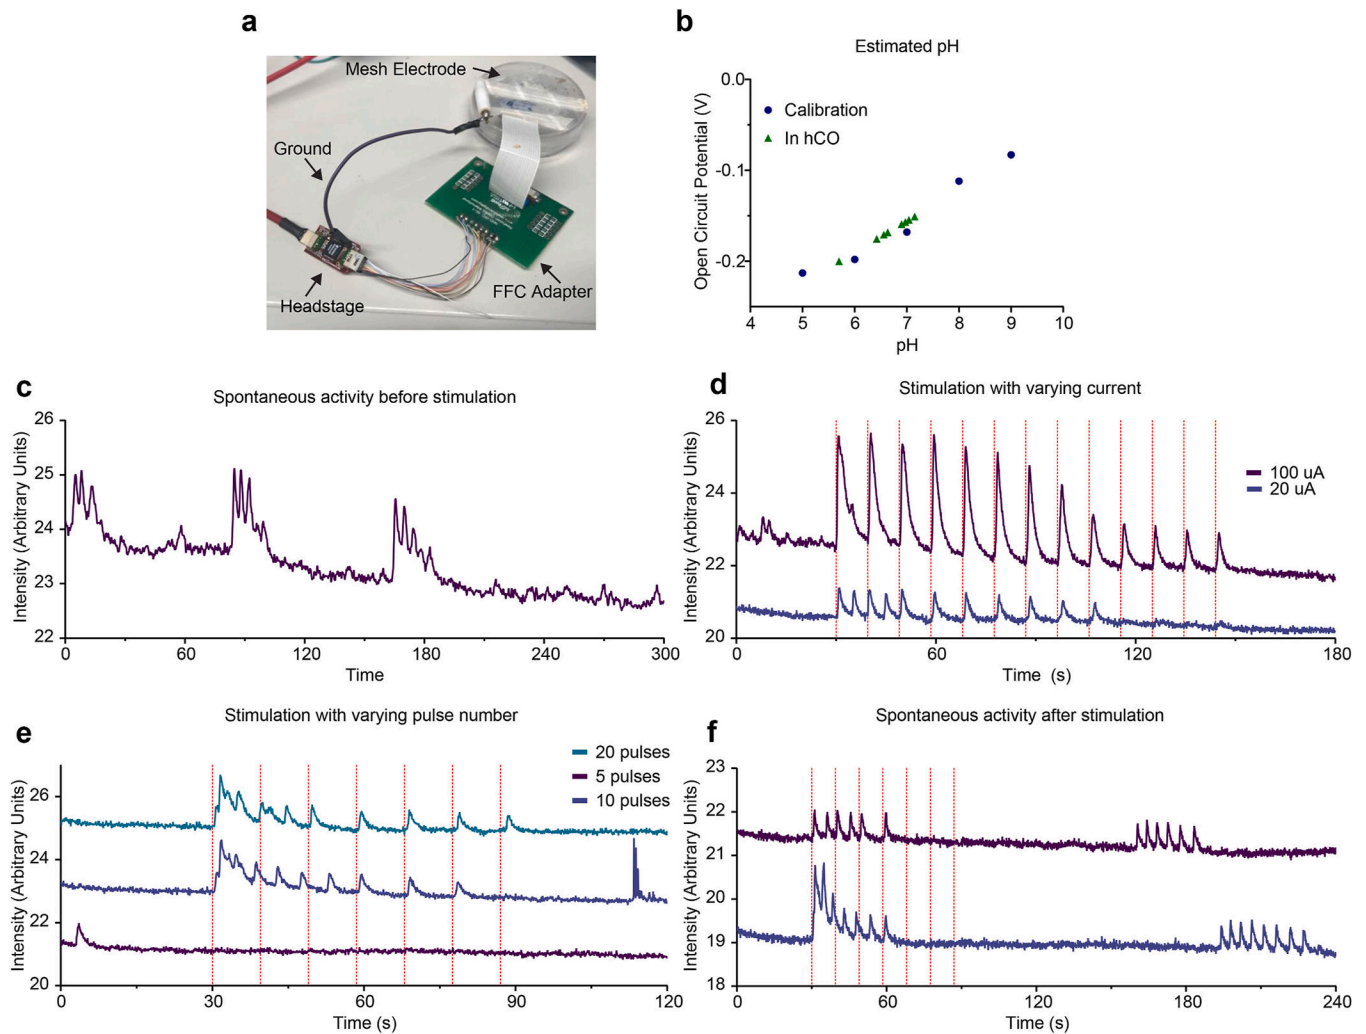 a
Mesh Electrode
Ground
Headstage
FFC Adapter
b
Estimated pH
Open Circuit Potential (V)
0.0
-0.1
-0.2
Calibration
In hCO
4 5 6 7 8 9 10
pH
c
Spontaneous activity before stimulation
Intensity (Arbitrary Units)
26
25
24
23
22
0 60 120 180 240 300
Time
d
Stimulation with varying current
Intensity (Arbitrary Units)
26
24
22
20
100 uA
20 uA
0 60 120 180
Time (s)
e
Stimulation with varying pulse number
Intensity (Arbitrary Units)
26
24
22
20
20 pulses
5 pulses
10 pulses
0 30 60 90 120
Time (s)
f
Spontaneous activity after stimulation
Intensity (Arbitrary Units)
23
22
21
20
19
18
0 60 120 180 240
Time (s)